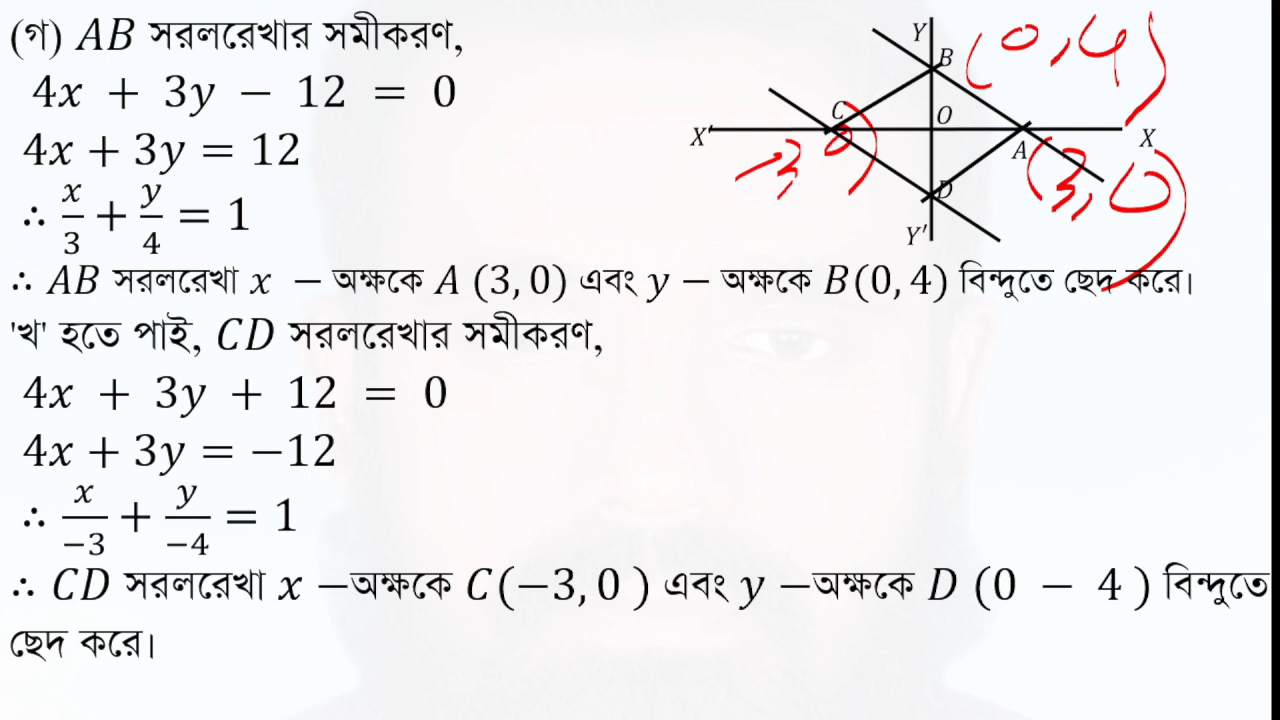 (গ) AB সরলরেখার সমীকরণ,
4x + 3y − 12 = 0
4x + 3y = 12
∴ x/3 + y/4 = 1
Y
B
(0, 4)
C
O
X'
X
A
-3 0)
(3, 0)
D
Y'
∴ AB সরলরেখা x −অক্ষকে A (3, 0) এবং y − অক্ষকে B(0, 4) বিন্দুতে ছেদ করে।
'খ' হতে পাই, CD সরলরেখার সমীকরণ,
4x + 3y + 12 = 0
4x + 3y = −12
∴ x/−3 + y/−4 = 1
∴ CD সরলরেখা x −অক্ষকে C(−3, 0 ) এবং y −অক্ষকে D (0 − 4 ) বিন্দুতে
ছেদ করে।